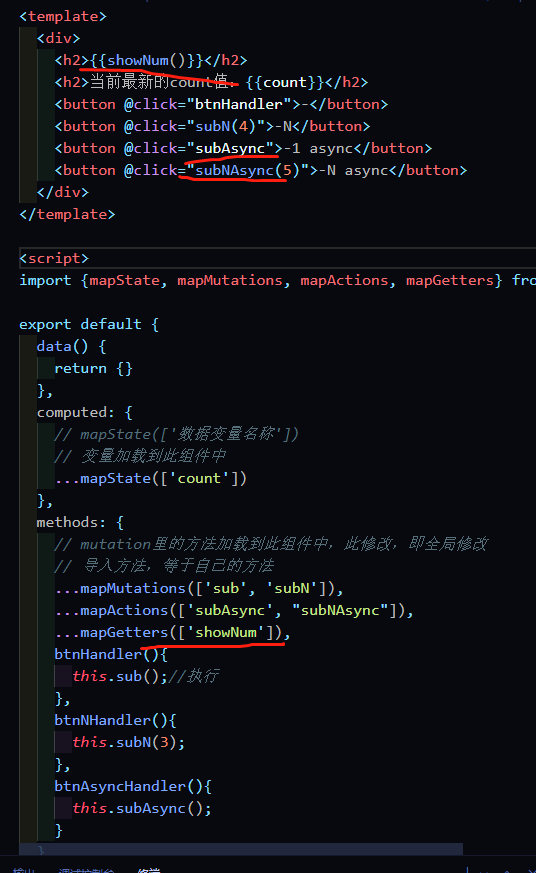 <template>
<div>
<h2>{{showNum()}}</h2>
<h2>当前最新的count值：{{count}}</h2>
<button @click="btnHandler">-</button>
<button @click="subN(4)">-N</button>
<button @click="subAsync">-1 async</button>
<button @click="subNAsync(5)">-N async</button>
</div>
</template>
<script>
import {mapState, mapMutations, mapActions, mapGetters} fro
export default {
data() {
return {}
},
computed: {
// mapState(['数据变量名称'])
// 变量加载到此组件中
...mapState(['count'])
},
methods: {
// mutation里的方法加载到此组件中，此修改，即全局修改
// 导入方法，等于自己的方法
...mapMutations(['sub', 'subN']),
...mapActions(['subAsync', "subNAsync"]),
...mapGetters(['showNum']),
btnHandler(){
this.sub();//执行
},
btnNHandler(){
this.subN(3);
},
btnAsyncHandler(){
this.subAsync();
}
}